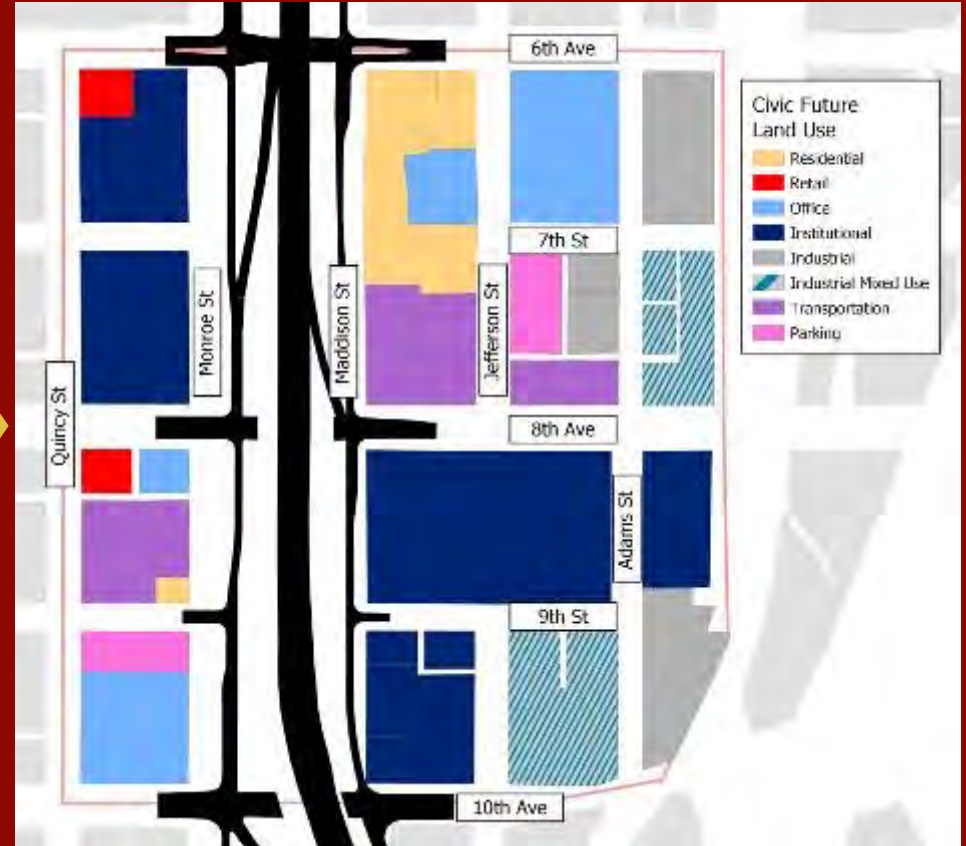 6th Ave
Civic Future
Land Use
Residential
Retail
Office
Institutional
Industrial
Industrial Mixed Use
Transportation
Parking
7th St
Monroe St
Maddison St
Jefferson St
Quincy St
8th Ave
Adams St
9th St
10th Ave